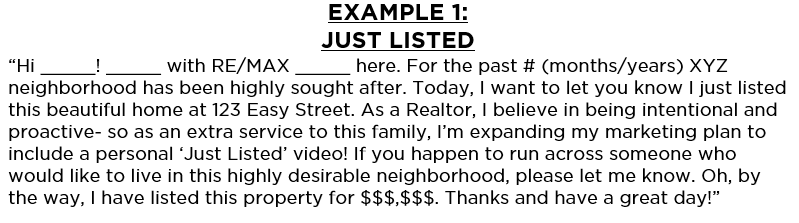 EXAMPLE 1:
JUST LISTED
“Hi _____! _____ with RE/MAX _____ here. For the past # (months/years) XYZ
neighborhood has been highly sought after. Today, I want to let you know I just listed
this beautiful home at 123 Easy Street. As a Realtor, I believe in being intentional and
proactive- so as an extra service to this family, I’m expanding my marketing plan to
include a personal ‘Just Listed’ video! If you happen to run across someone who
would like to live in this highly desirable neighborhood, please let me know. Oh, by
the way, I have listed this property for $$$,$$$. Thanks and have a great day!”